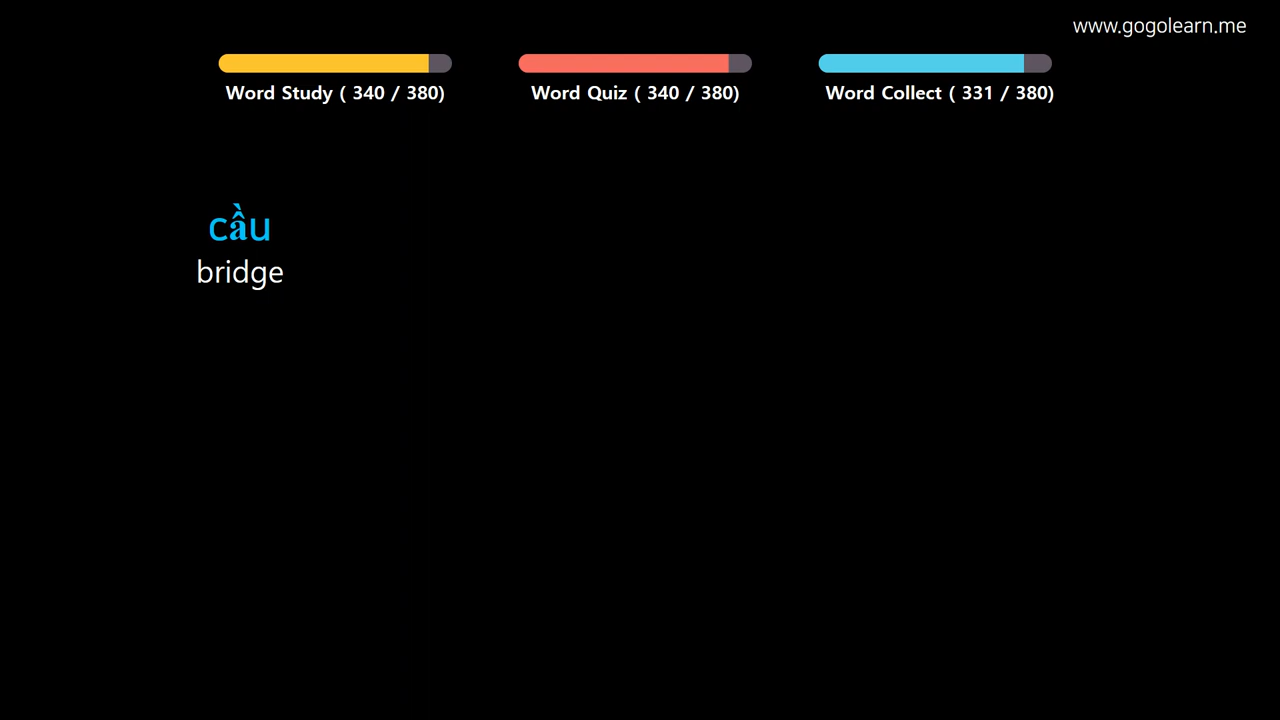 www.gogolearn.me
Word Study ( 340 / 380)
Word Quiz ( 340 / 380)
Word Collect ( 331 / 380)
cầu
bridge